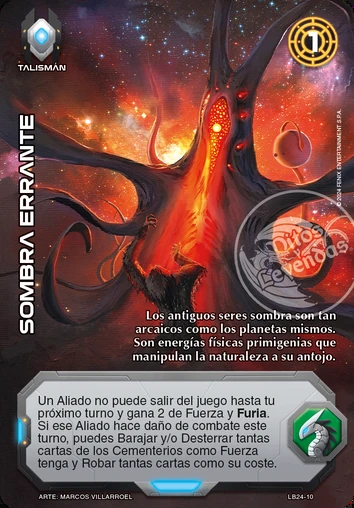 TALISMÁN
1
SOMBRA ERRANTE
© 2024 FENIX ENTERTAINMENT S.P.A.
Mitos y Leyendas
Los antiguos seres sombra son tan
arcaicos como los planetas mismos.
Son energías físicas primigenias que
manipulan la naturaleza a su antojo.
Un Aliado no puede salir del juego hasta tu
próximo turno y gana 2 de Fuerza y Furia.
Si ese Aliado hace daño de combate este
turno, puedes Barajar y/o Desterrar tantas
cartas de los Cementerios como Fuerza
tenga y Robar tantas cartas como su coste.
ARTE: MARCOS VILLARROEL
LB24-10